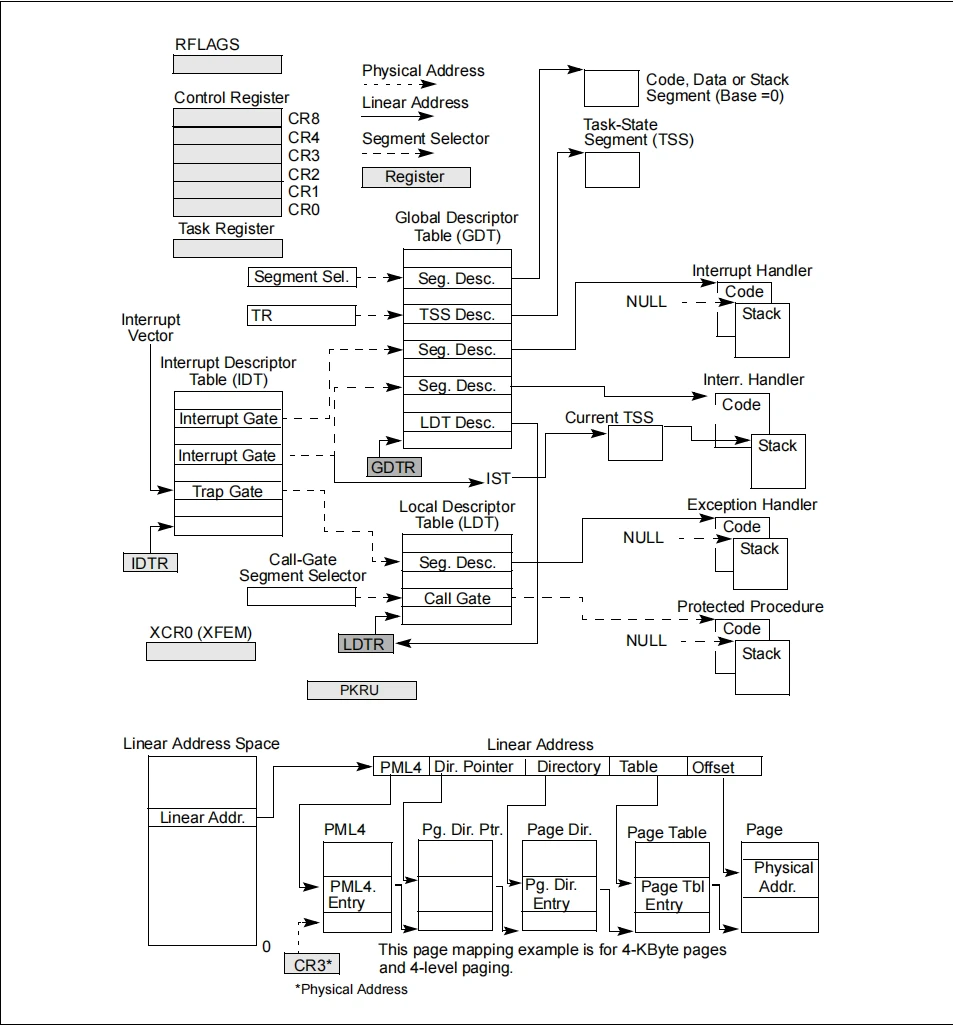 RFLAGS
Control Register
CR8
CR4
CR3
CR2
CR1
CR0
Task Register
Physical Address
Linear Address
Segment Selector
Register
Code, Data or Stack
Segment (Base =0)
Task-State
Segment (TSS)
Global Descriptor
Table (GDT)
Segment Sel.
Seg. Desc.
TR
TSS Desc.
Seg. Desc.
Seg. Desc.
LDT Desc.
GDTR
Interrupt
Vector
Interrupt Descriptor
Table (IDT)
Interrupt Gate
Interrupt Gate
Trap Gate
IDTR
Interrupt Handler
NULL
Code
Stack
Interr. Handler
Code
Current TSS
Stack
IST
Local Descriptor
Table (LDT)
Seg. Desc.
Call Gate
LDTR
Call-Gate
Segment Selector
Exception Handler
Code
NULL
Stack
Protected Procedure
Code
NULL
Stack
XCR0 (XFEM)
PKRU
Linear Address Space
Linear Addr.
0
Linear Address
PML4
Dir. Pointer
Directory
Table
Offset
PML4
Pg. Dir. Ptr.
Page Dir.
Page Table
Page
PML4.
Entry
Pg. Dir.
Entry
Page Tbl
Entry
Physical
Addr.
CR3*
This page mapping example is for 4-KByte pages
and 4-level paging.
*Physical Address